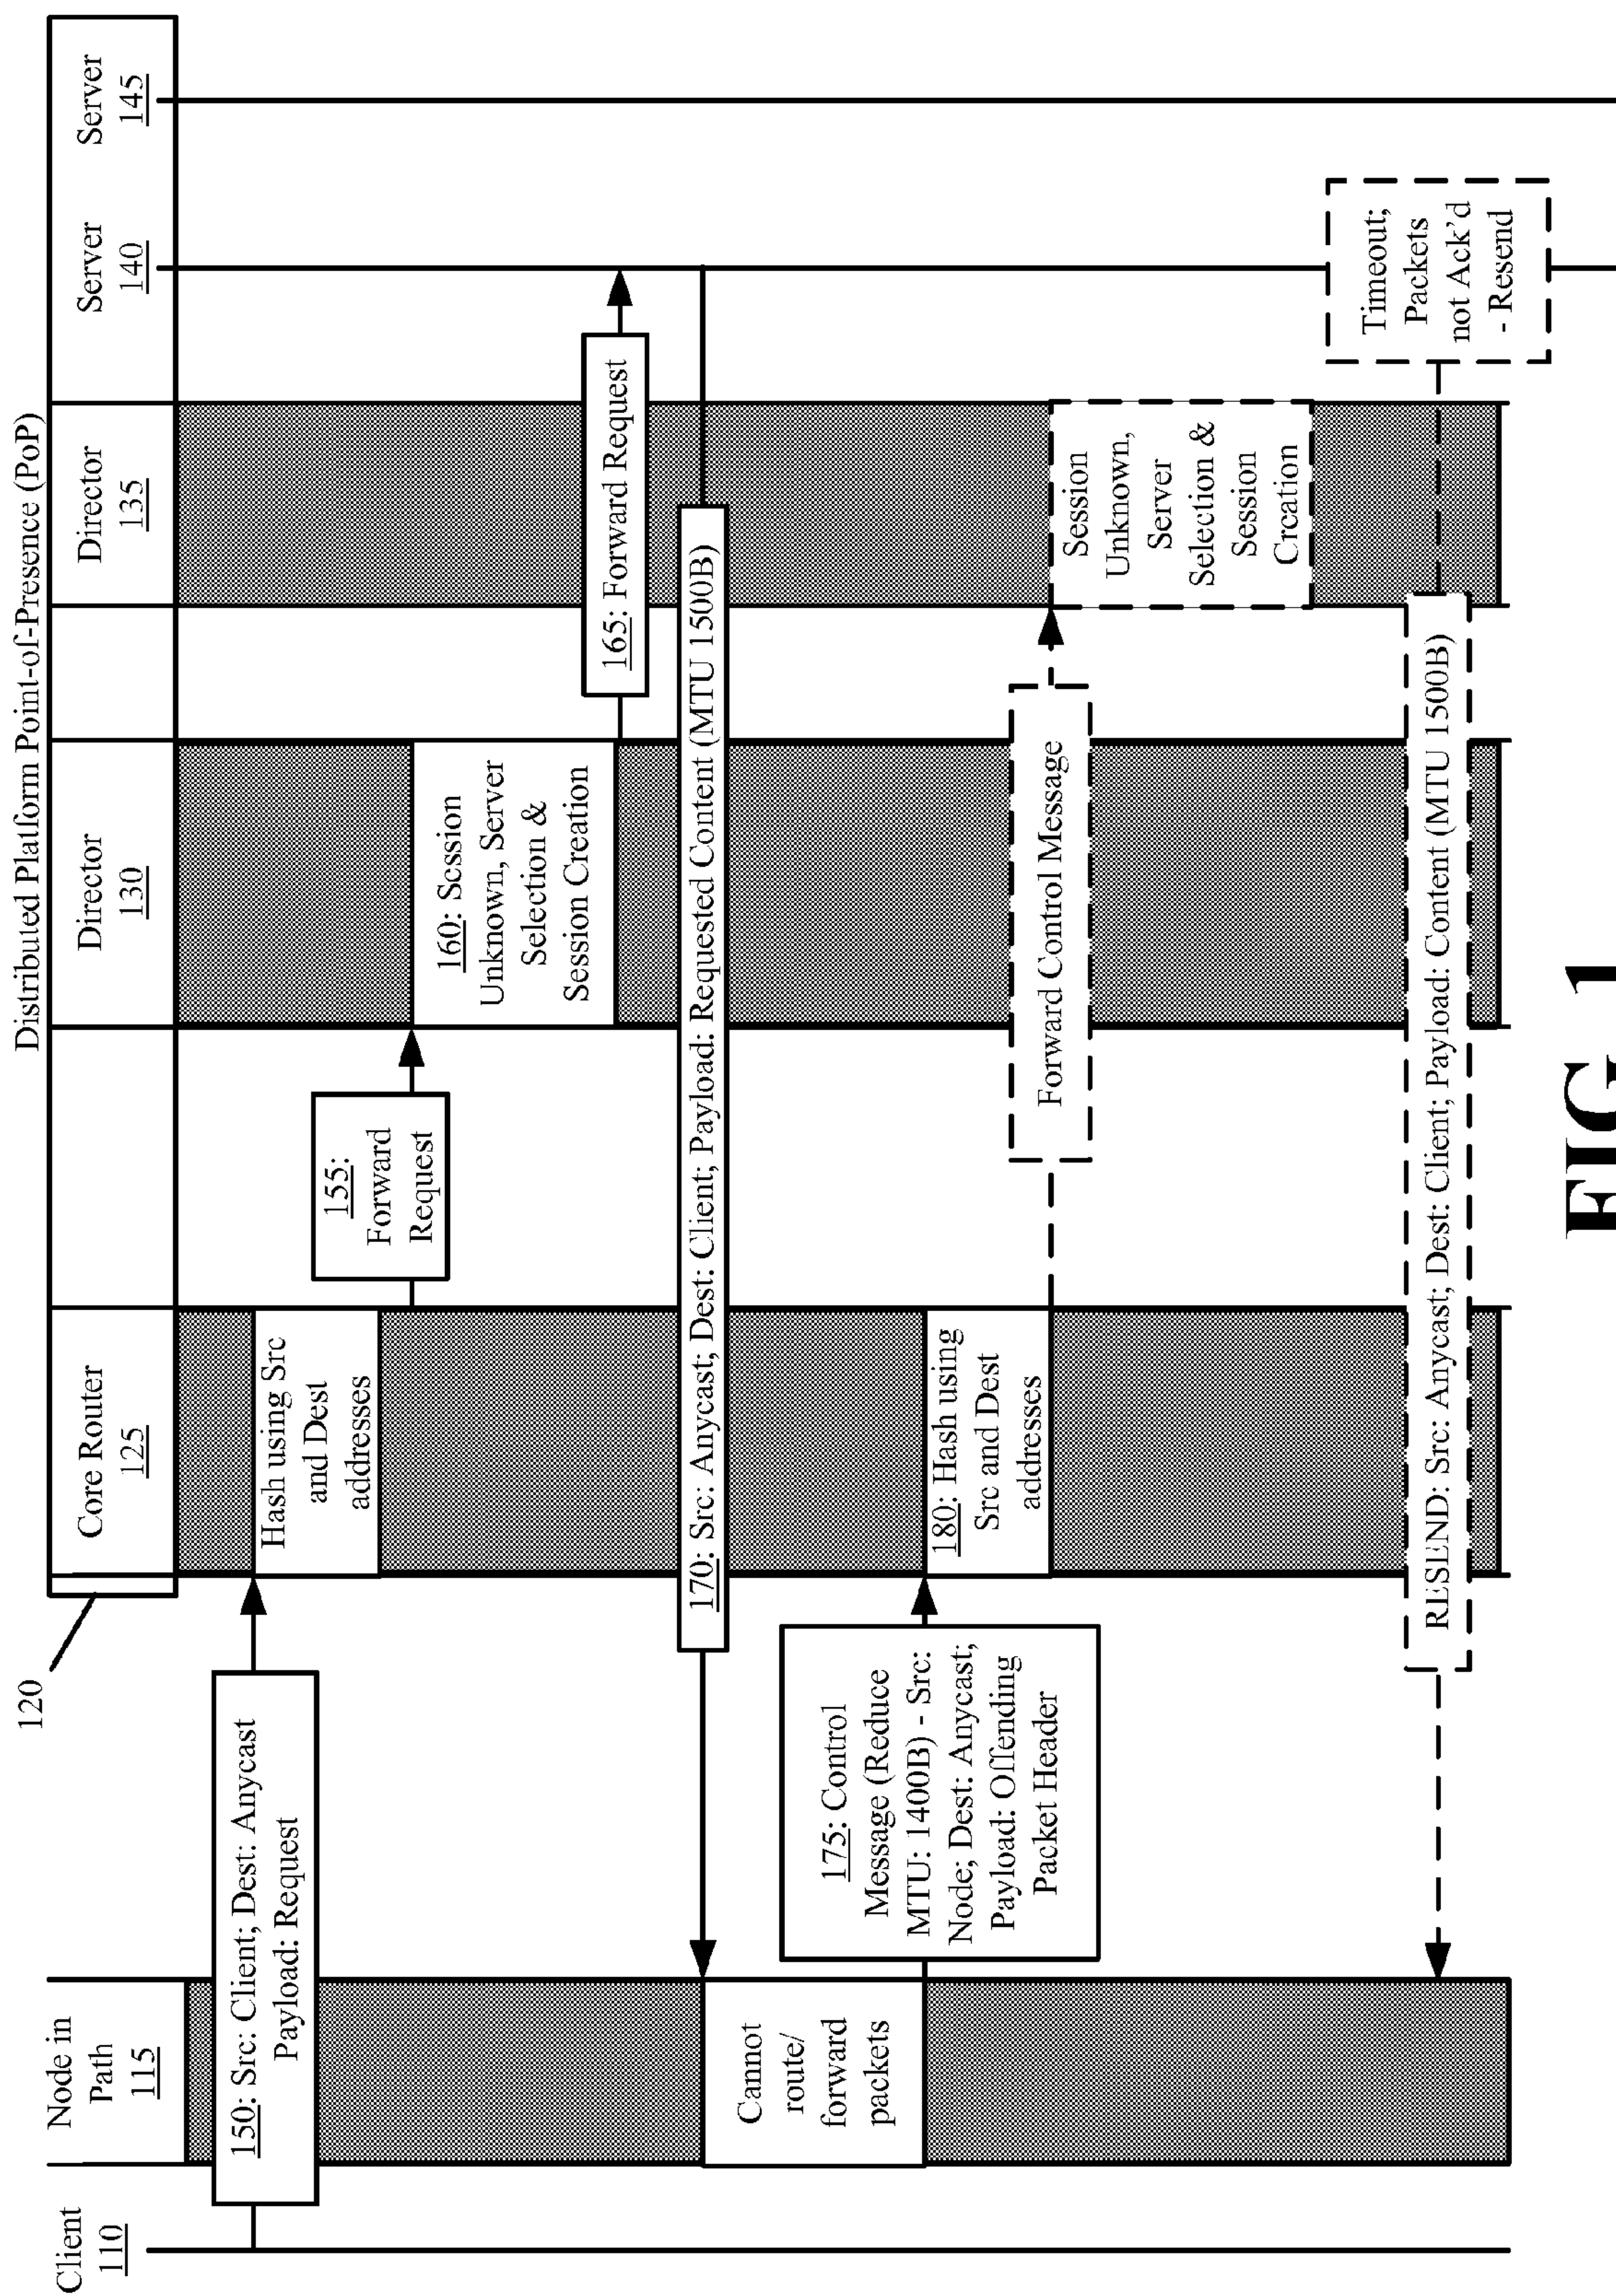 Distributed Platform Point-of-Presence (PoP)
Client
110
Node in
Path
115
120
Core Router
125
Director
130
Director
135
Server
140
Server
145
150: Src: Client; Dest: Anycast
Payload: Request
Hash using Src
and Dest
addresses
155:
Forward
Request
160: Session
Unknown, Server
Selection &
Session Creation
165: Forward Request
170: Src: Anycast; Dest: Client; Payload: Requested Content (MTU 1500B)
Cannot
route/
forward
packets
175: Control
Message (Reduce
MTU: 1400B) - Src:
Node; Dest: Anycast;
Payload: Offending
Packet Header
180: Hash using
Src and Dest
addresses
Forward Control Message
Session
Unknown,
Server
Selection &
Session
Creation
Timeout;
Packets
not Ack'd
- Resend
RESEND: Src: Anycast; Dest: Client; Payload: Content (MTU 1500B)
FIG 1